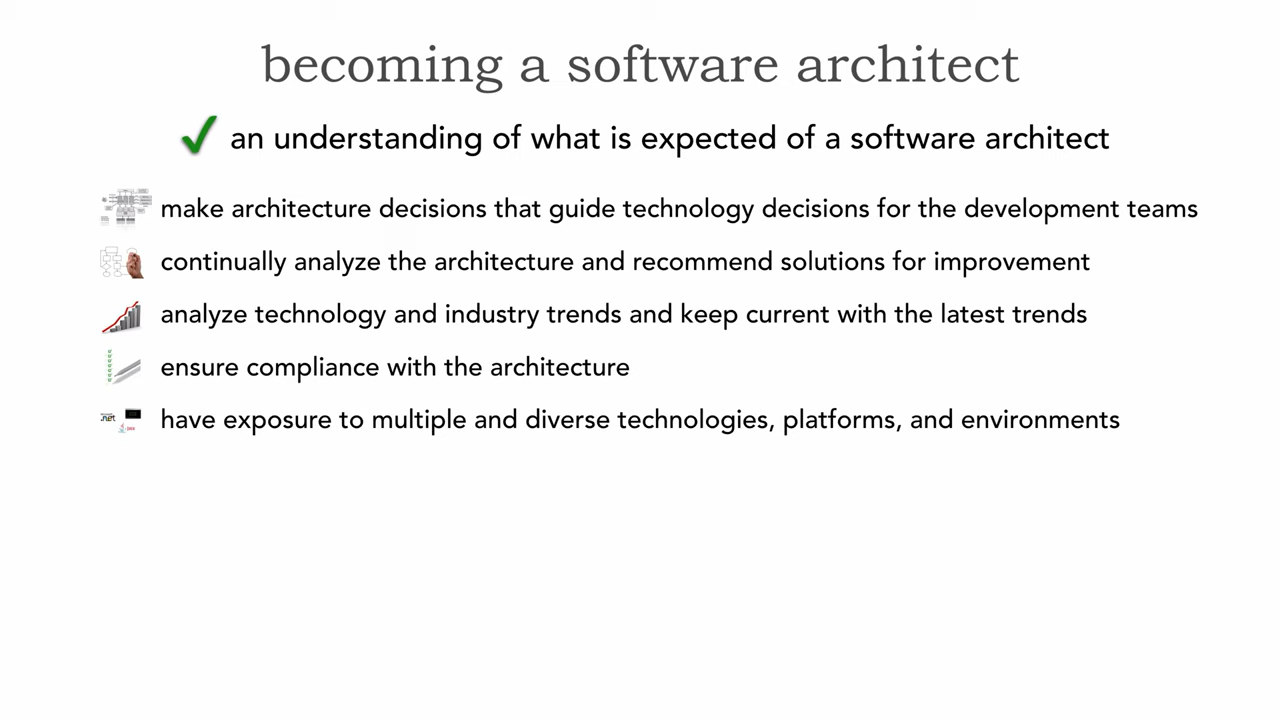 becoming a software architect
an understanding of what is expected of a software architect
make architecture decisions that guide technology decisions for the development teams
continually analyze the architecture and recommend solutions for improvement
analyze technology and industry trends and keep current with the latest trends
ensure compliance with the architecture
.net
have exposure to multiple and diverse technologies, platforms, and environments